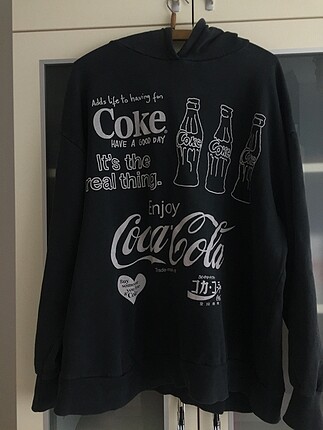 Adds life to having fun
Coke
HAVE A GOOD DAY
It's the
real thing.
Coke
Coke
Coke
Enjoy
Coca-Cola
Trade-mark
コカ・コーラ